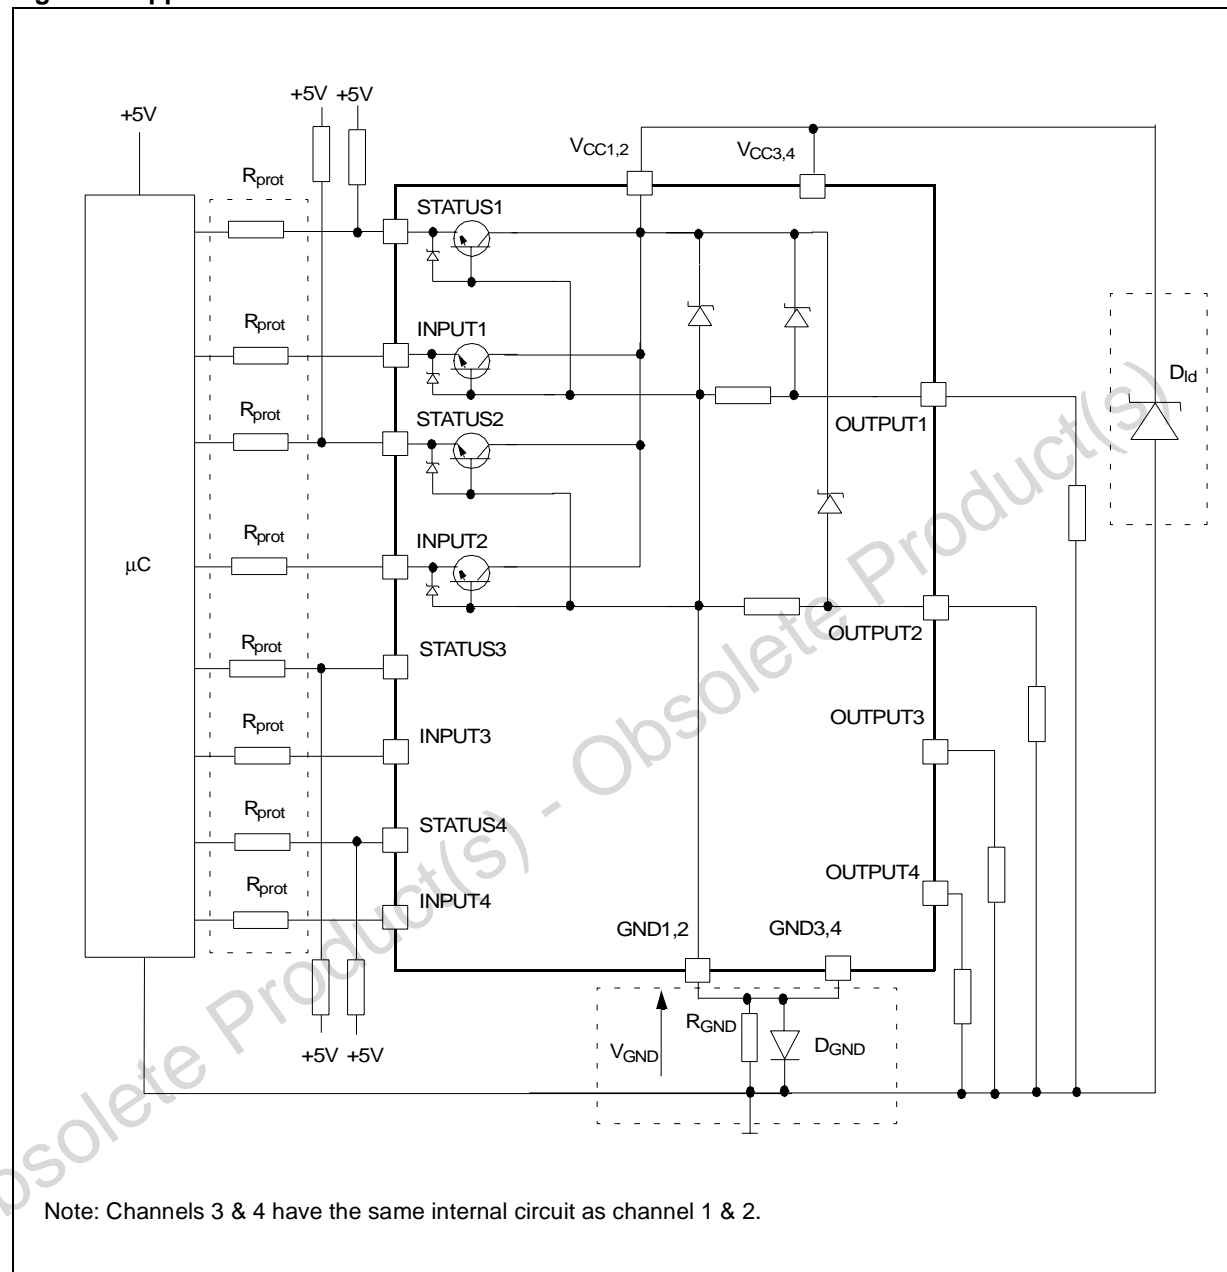 +5V
+5V
+5V
VCC1,2
VCC3,4
Rprot
STATUS1
Rprot
INPUT1
Dld
Rprot
STATUS2
OUTPUT1
Rprot
INPUT2
μC
Rprot
STATUS3
OUTPUT2
Rprot
INPUT3
OUTPUT3
Rprot
STATUS4
OUTPUT4
Rprot
INPUT4
GND1,2
GND3,4
RGND
VGND
DGND
+5V
+5V
Obsolete Product(s) - Obsolete Product(s)
Note: Channels 3 & 4 have the same internal circuit as channel 1 & 2.